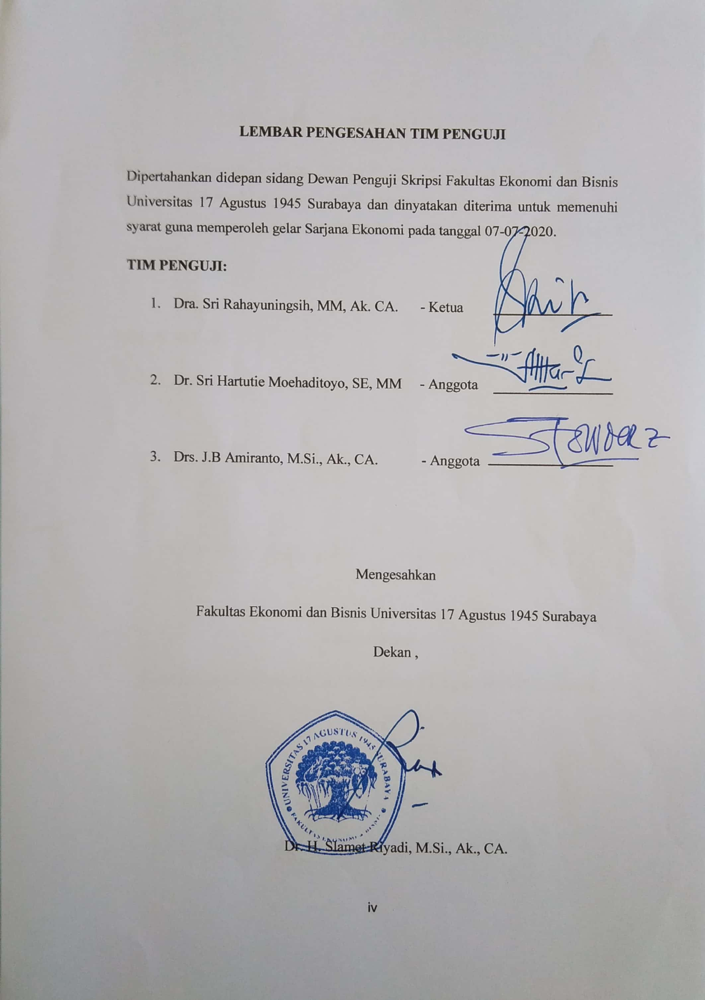 LEMBAR PENGESAHAN TIM PENGUJI
Dipertahankan didepan sidang Dewan Penguji Skripsi Fakultas Ekonomi dan Bisnis
Universitas 17 Agustus 1945 Surabaya dan dinyatakan diterima untuk memenuhi
syarat guna memperoleh gelar Sarjana Ekonomi pada tanggal 07-07-2020.
TIM PENGUJI:
1. Dra. Sri Rahayuningsih, MM, Ak. CA. - Ketua
2. Dr. Sri Hartutie Moehaditoyo, SE, MM - Anggota
3. Drs. J.B Amiranto, M.Si., Ak., CA. - Anggota
Mengesahkan
Fakultas Ekonomi dan Bisnis Universitas 17 Agustus 1945 Surabaya
Dekan ,
UNIVERSITAS 17 AGUSTUS 1945 SURABAYA
FAKULTAS EKONOMI
Dr. H. Slamet Riyadi, M.Si., Ak., CA.
iv